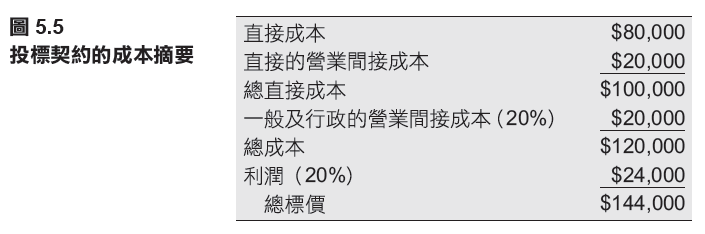 圖 5.5
投標契約的成本摘要
直接成本 $80,000
直接的營業間接成本 $20,000
總直接成本 $100,000
一般及行政的營業間接成本（20%） $20,000
總成本 $120,000
利潤（20%） $24,000
總標價 $144,000